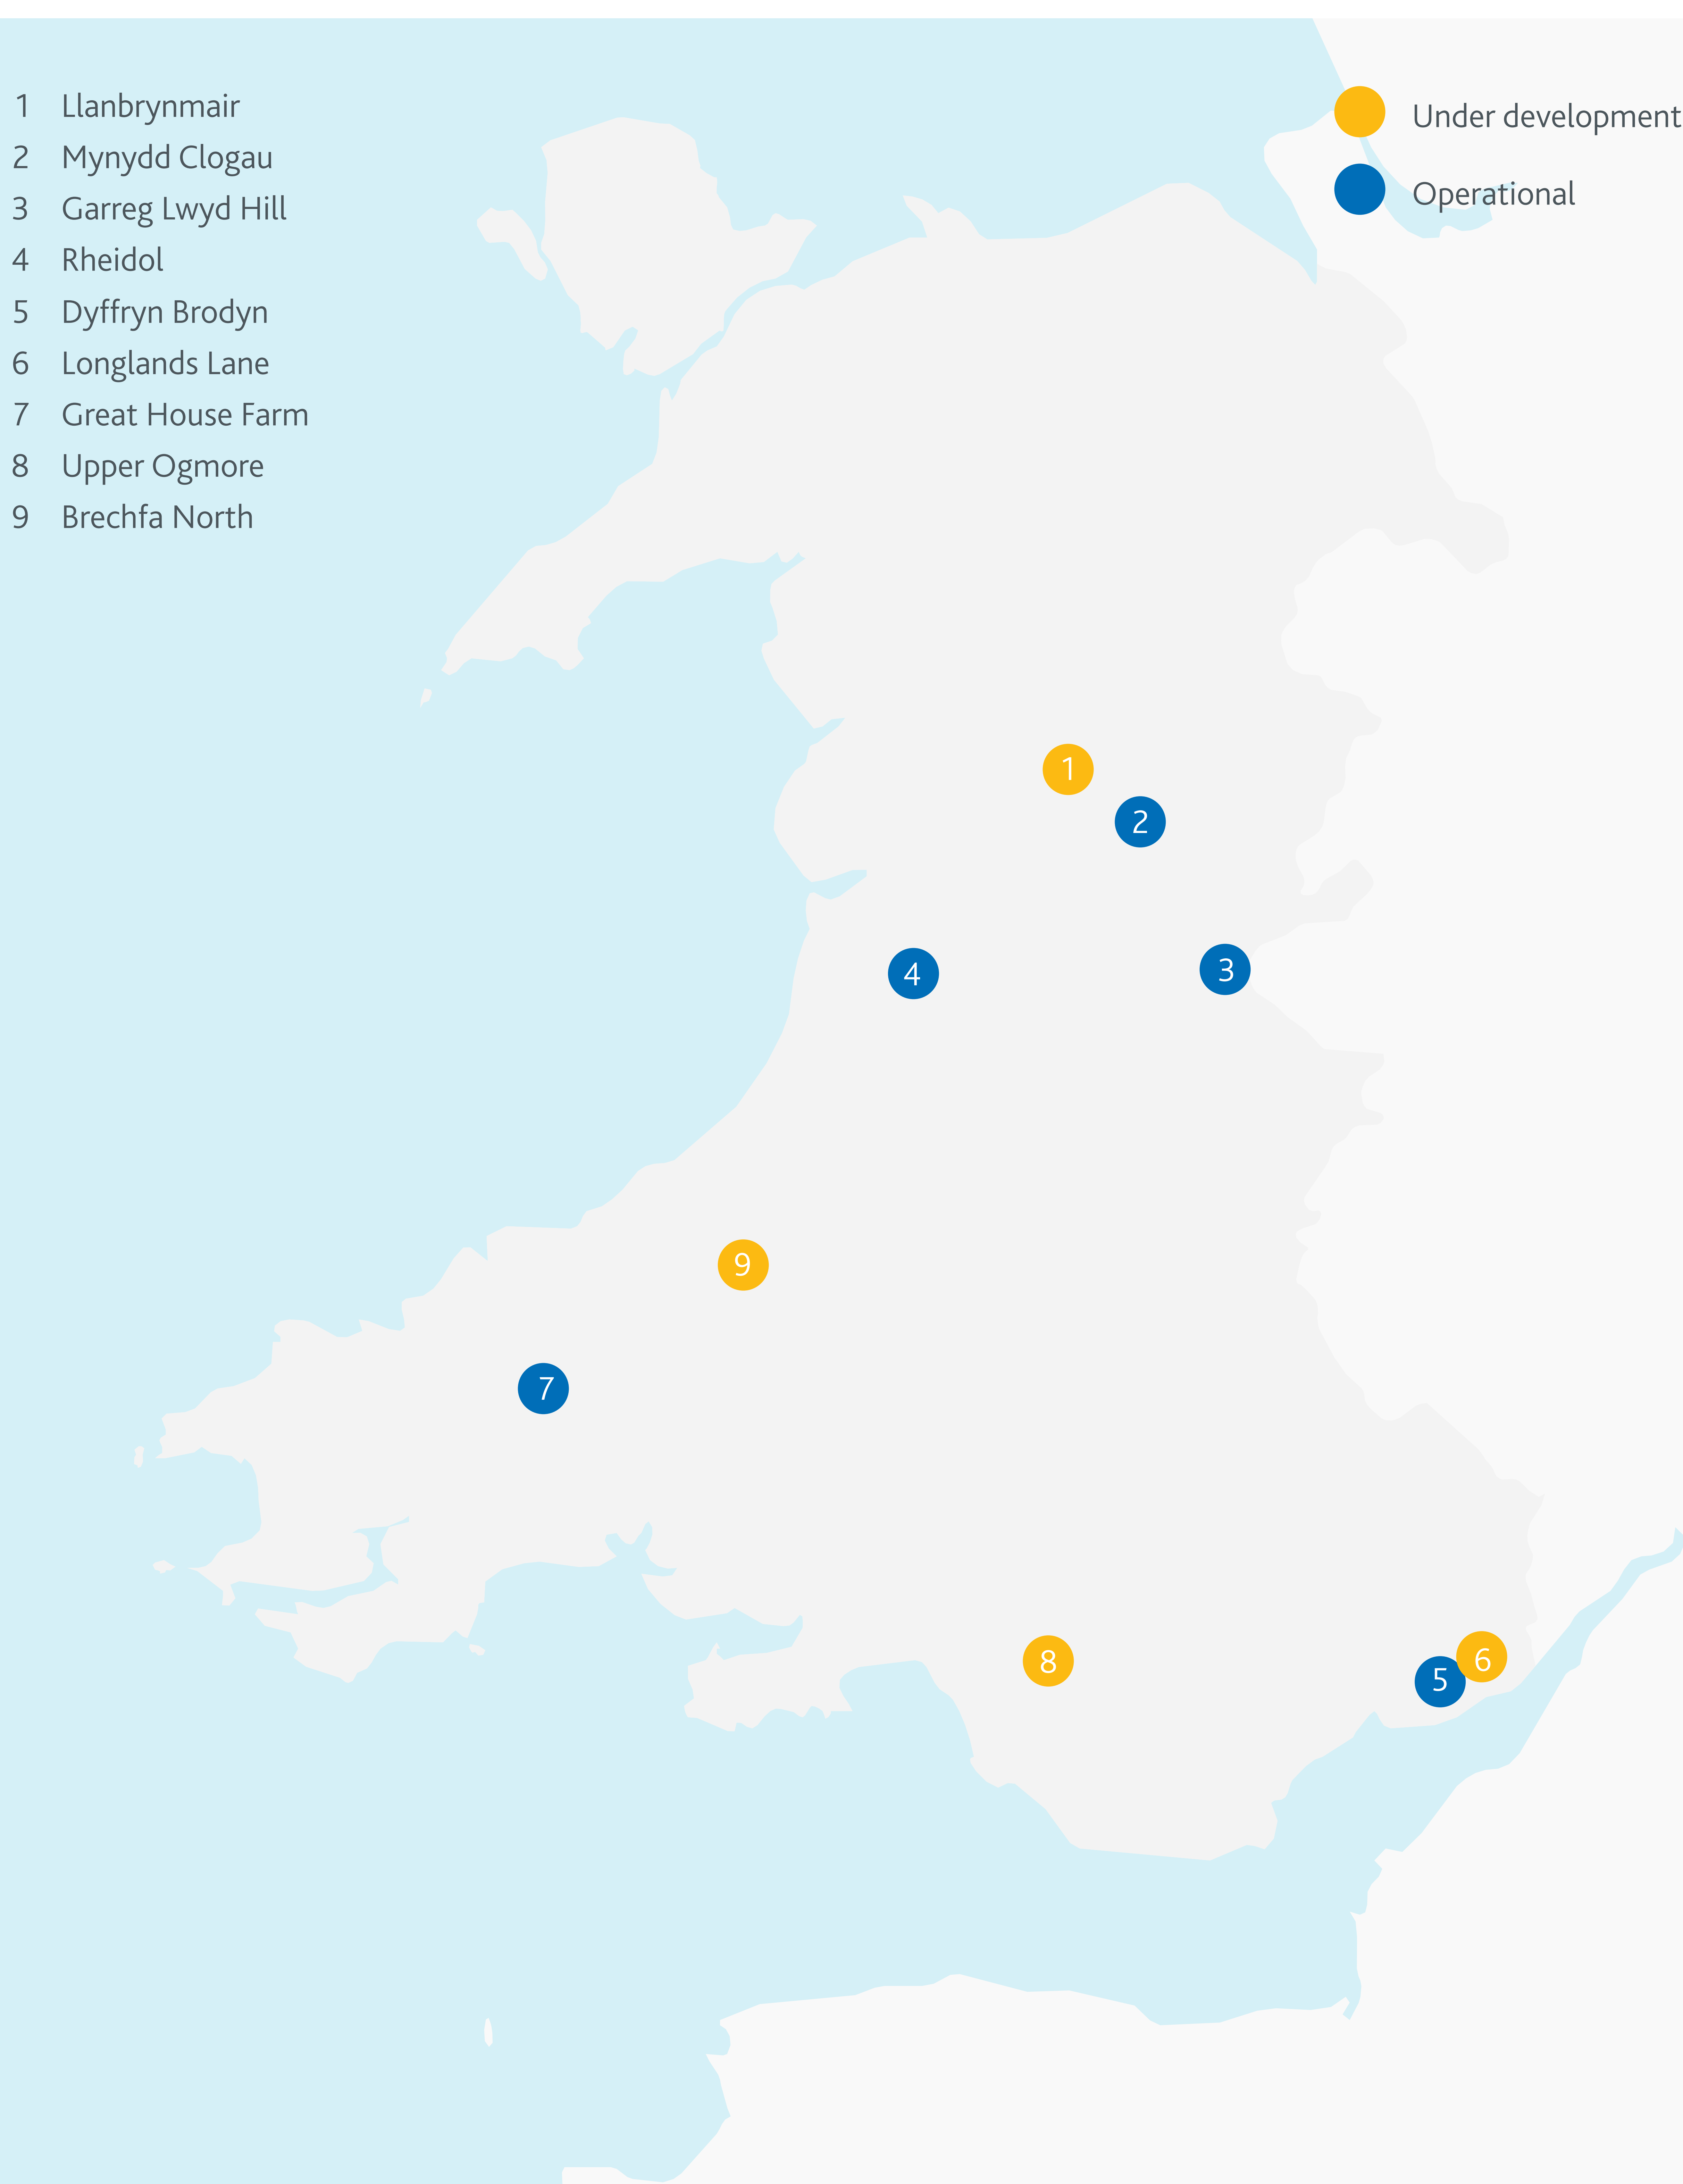 1 Llanbrynmair
2 Mynydd Clogau
3 Garreg Lwyd Hill
4 Rheidol
5 Dyffryn Brodyn
6 Longlands Lane
7 Great House Farm
8 Upper Ogmore
9 Brechfa North
Under development
Operational
1
2
4
3
9
7
8
5
6